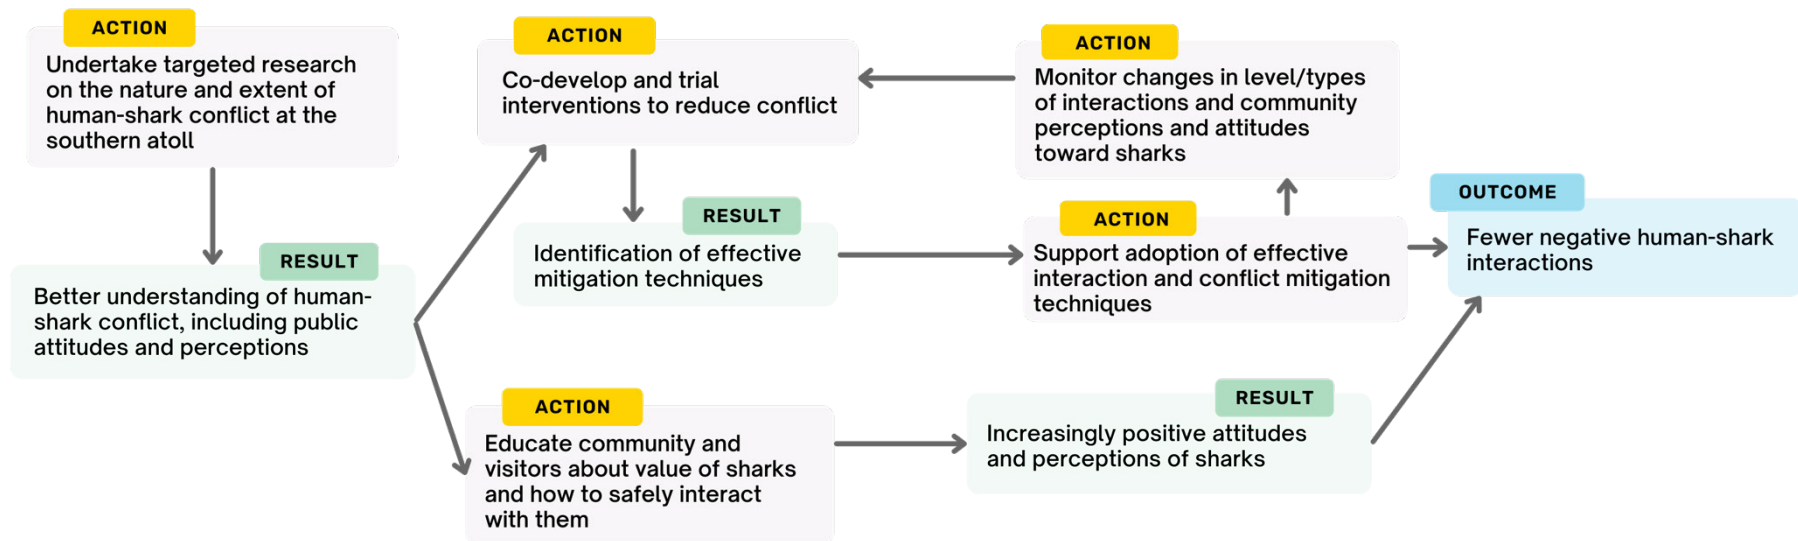 ACTION
Undertake targeted research
on the nature and extent of
human-shark conflict at the
southern atoll
RESULT
Better understanding of human-
shark conflict, including public
attitudes and perceptions
ACTION
Co-develop and trial
interventions to reduce conflict
RESULT
Identification of effective
mitigation techniques
ACTION
Educate community and
visitors about value of sharks
and how to safely interact
with them
ACTION
Monitor changes in level/types
of interactions and community
perceptions and attitudes
toward sharks
ACTION
Support adoption of effective
interaction and conflict mitigation
techniques
RESULT
Increasingly positive attitudes
and perceptions of sharks
OUTCOME
Fewer negative human-shark
interactions